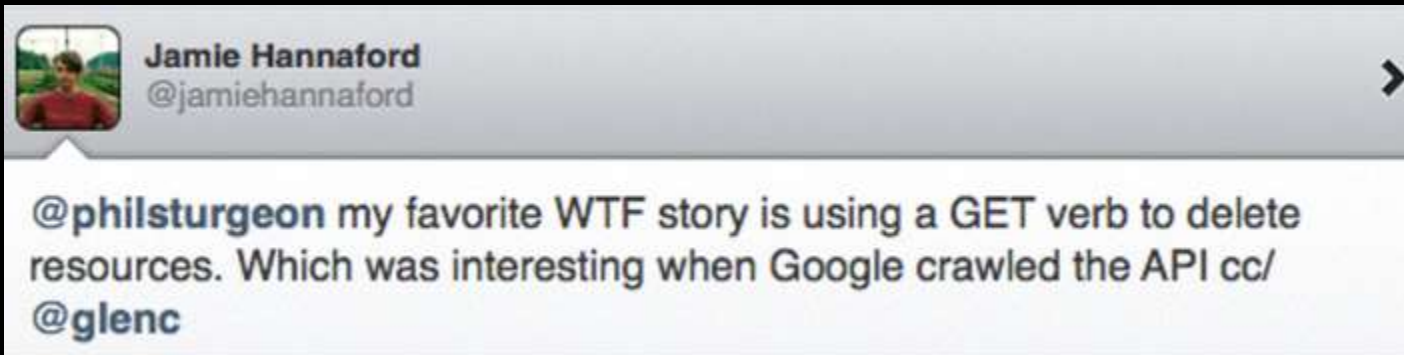 Jamie Hannaford
@jamiehannaford
@philsturgeon my favorite WTF story is using a GET verb to delete
resources. Which was interesting when Google crawled the API cc/
@glenc